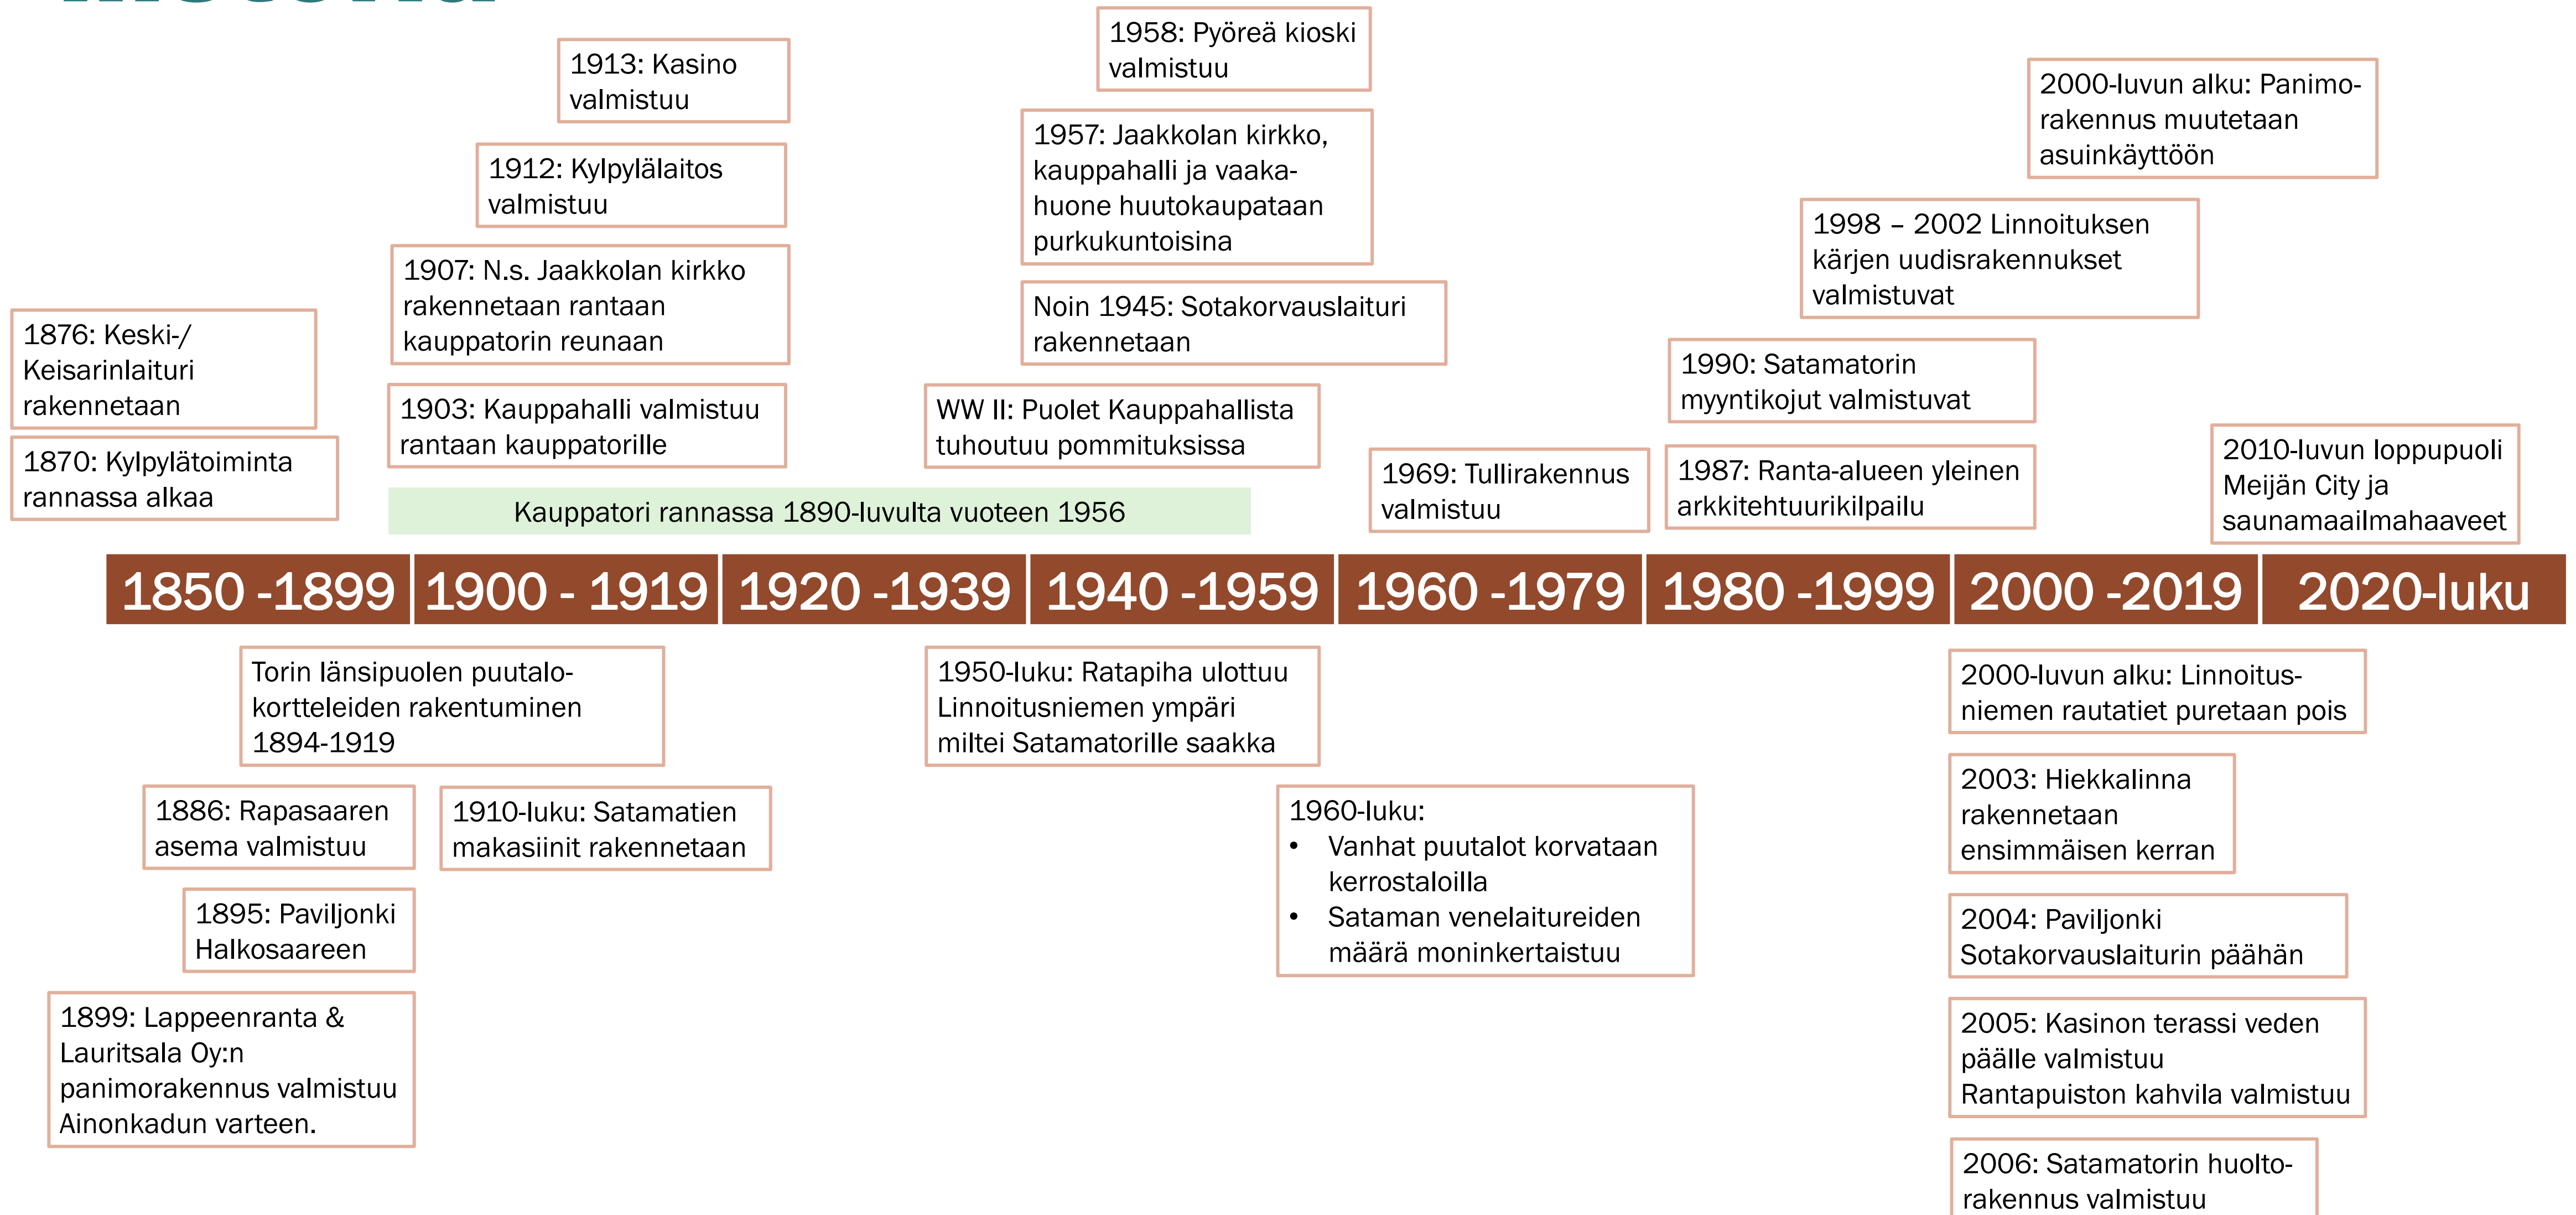 1958: Pyöreä kioski
valmistuu
1913: Kasino
valmistuu
2000-luvun alku: Panimo-
rakennus muutetaan
asuinkäyttöön
1957: Jaakkolan kirkko,
kauppahalli ja vaaka-
huone huutokaupataan
purkukuntoisina
1912: Kylpylälaitos
valmistuu
1998 – 2002 Linnoituksen
kärjen uudisrakennukset
valmistuvat
1907: N.s. Jaakkolan kirkko
rakennetaan rantaan
kauppatorin reunaan
Noin 1945: Sotakorvauslaituri
rakennetaan
1876: Keski-/
Keisarinlaituri
rakennetaan
1990: Satamatorin
myyntikojut valmistuvat
1903: Kauppahalli valmistuu
rantaan kauppatorille
WW II: Puolet Kauppahallista
tuhoutuu pommituksissa
1870: Kylpylätoiminta
rannassa alkaa
1969: Tullirakennus
valmistuu
1987: Ranta-alueen yleinen
arkkitehtuurikilpailu
2010-luvun loppupuoli
Meijän City ja
saunamaailmahaaveet
Kauppatori rannassa 1890-luvulta vuoteen 1956
1850 -1899 1900 - 1919 1920 -1939 1940 -1959 1960 -1979 1980 -1999 2000 -2019 2020-luku
Torin länsipuolen puutalo-
kortteleiden rakentuminen
1894-1919
1950-luku: Ratapiha ulottuu
Linnoitusniemen ympäri
miltei Satamatorille saakka
2000-luvun alku: Linnoitus-
niemen rautatiet puretaan pois
1886: Rapasaaren
asema valmistuu
1910-luku: Satamatien
makasiinit rakennetaan
1960-luku:
• Vanhat puutalot korvataan
kerrostaloilla
• Sataman venelaitureiden
määrä moninkertaistuu
2003: Hiekkalinna
rakennetaan
ensimmäisen kerran
1895: Paviljonki
Halkosaareen
2004: Paviljonki
Sotakorvauslaiturin päähän
1899: Lappeenranta &
Lauritsala Oy:n
panimorakennus valmistuu
Ainonkadun varteen.
2005: Kasinon terassi veden
päälle valmistuu
Rantapuiston kahvila valmistuu
2006: Satamatorin huolto-
rakennus valmistuu